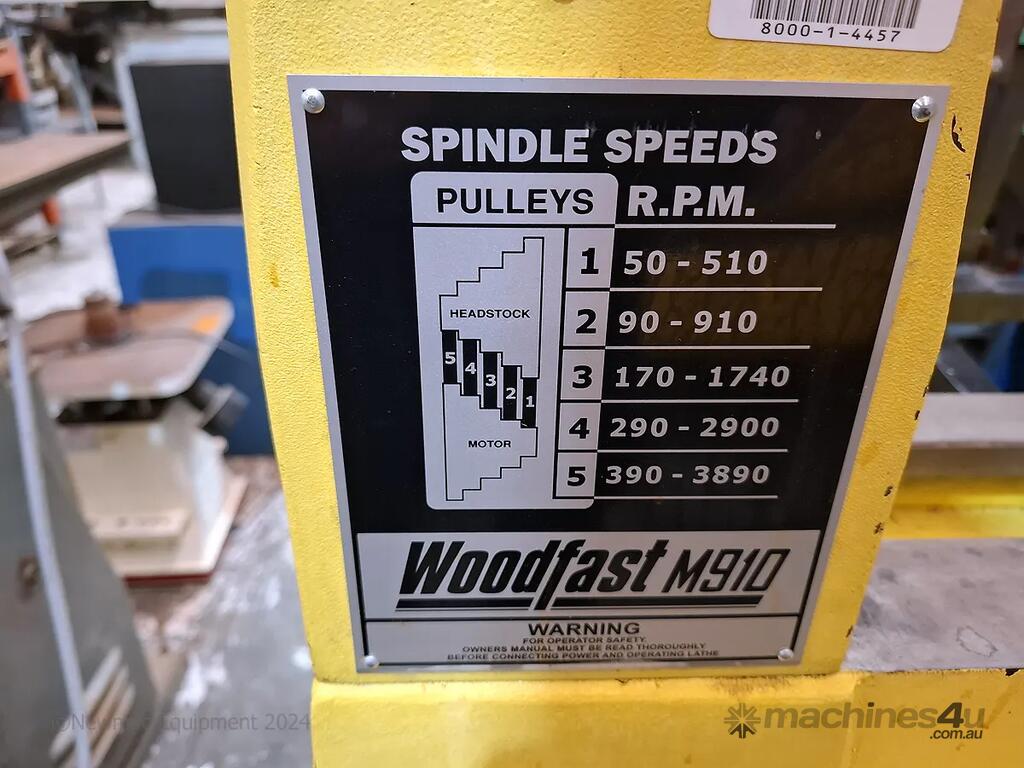 8000-1-4457
SPINDLE SPEEDS
PULLEYS R.P.M.
1 50 - 510
2 90 - 910
3 170 - 1740
4 290 - 2900
5 390 - 3890
HEADSTOCK
5 4 3 2 1
MOTOR
Woodfast M910
WARNING
FOR OPERATOR SAFETY.
OWNERS MANUAL MUST BE READ THOROUGHLY
BEFORE CONNECTING POWER AND OPERATING LATHE
Equipment 2024
machines4u
.com.au